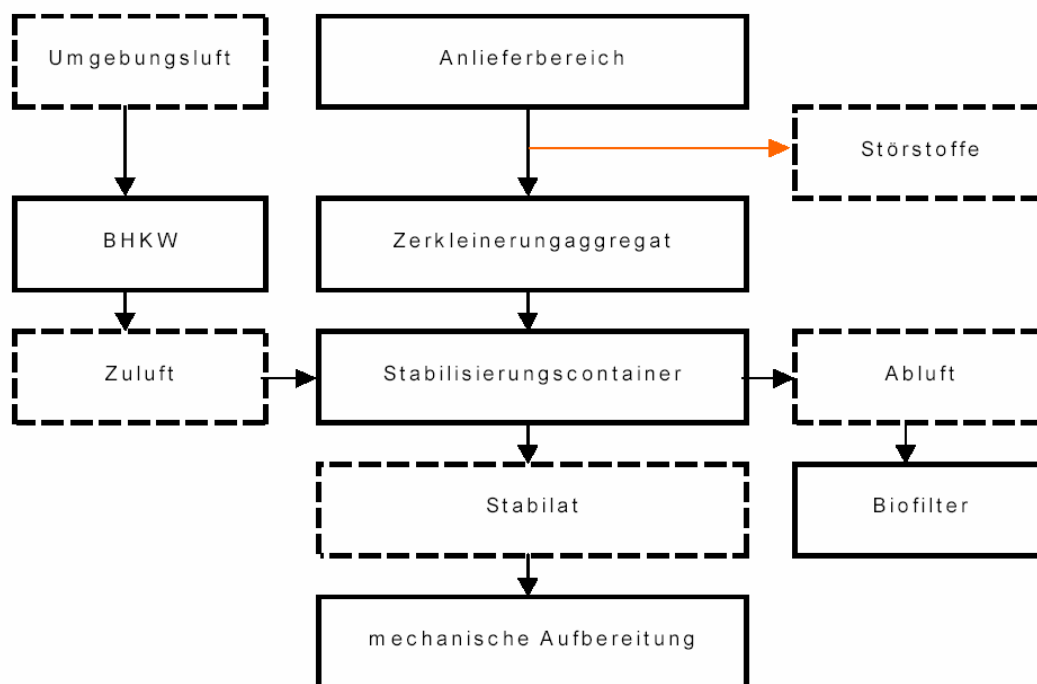 Umgebungsluft
Anlieferbereich
Störstoffe
BHKW
Zerkleinerungaggregat
Zuluft
Stabilisierungscontainer
Abluft
Stabilat
Biofilter
mechanische Aufbereitung